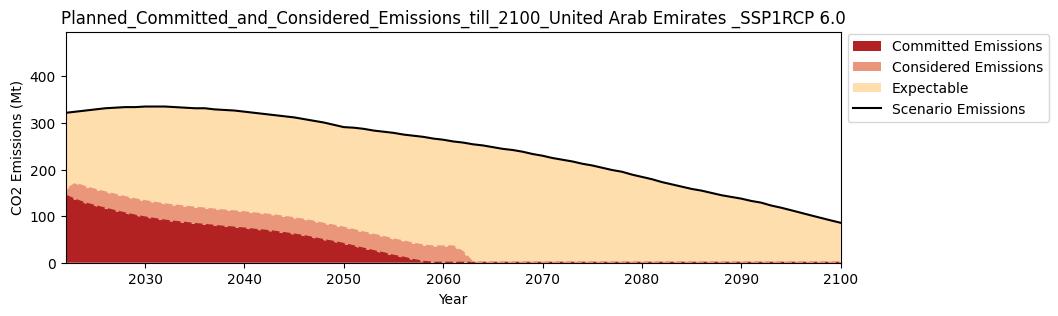 Planned_Committed_and_Considered_Emissions_till_2100_United Arab Emirates _SSP1RCP 6.0
Committed Emissions
Considered Emissions
Expectable
Scenario Emissions
CO2 Emissions (Mt)
400
300
200
100
0
2030 2040 2050 2060 2070 2080 2090 2100
Year